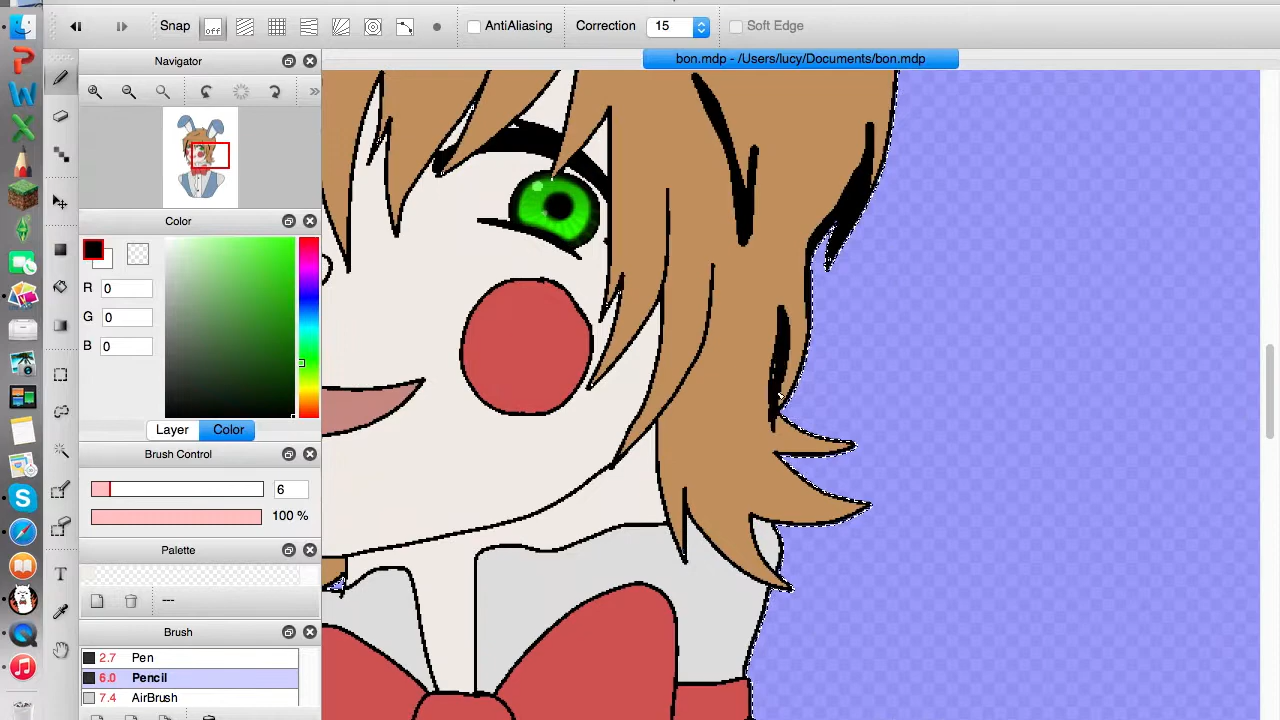 Snap off AntiAliasing Correction 15 Soft Edge
bon.mdp - /Users/lucy/Documents/bon.mdp
Navigator
Color
R 0
G 0
B 0
Layer Color
Brush Control
6
100 %
Palette
---
Brush
2.7 Pen
6.0 Pencil
7.4 AirBrush